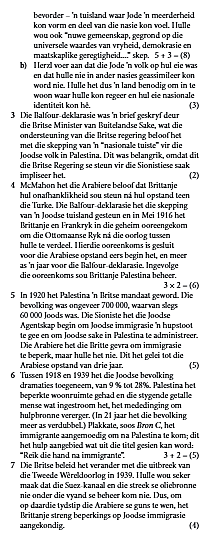 bevorder – 'n tuisland waar Jode 'n meerderheid
kon vorm en deel van die nasie kon voel. Hulle
wou ook "nuwe gemeenskap, gegrond op die
universele waardes van vryheid, demokrasie en
maatskaplike geregtigheid...." skep. 5 + 3 = (8)
b) Herzl voer aan dat die Jode 'n volk op hul eie was
en dat hulle nie in ander nasies geassimileer kon
word nie. Hulle het dus 'n land benodig om in te
woon waar hulle kon regeer en hul eie nasionale
identiteit kon hê. (3)
3 Die Balfour-deklarasie was 'n brief geskryf deur
die Britse Minister van Buitelandse Sake, wat die
ondersteuning van die Britse regering beloof het
met die skepping van 'n "nasionale tuiste" vir die
Joodse volk in Palestina. Dit was belangrik, omdat dit
die Britse Regering se steun vir die Sionistiese saak
impliseer het. (2)
4 McMahon het die Arabiere beloof dat Brittanje
hul onafhanklikheid sou steun ná hul opstand teen
die Turke. Die Balfour-deklarasie het die skepping
van 'n Joodse tuisland gesteun en in Mei 1916 het
Brittanje en Frankryk in die geheim ooreengekom
om die Ottomaanse Ryk ná die oorlog tussen
hulle te verdeel. Hierdie ooreenkoms is gesluit
voor die Arabiese opstand eers begin het, en meer
as 'n jaar voor die Balfour-deklarasie. Ingevolge
die ooreenkoms sou Brittanje Palestina beheer.
3 × 2 = (6)
5 In 1920 het Palestina 'n Britse mandaat geword. Die
bevolking was ongeveer 700 000, waarvan slegs
60 000 Joods was. Die Sioniste het die Joodse
Agentskap begin om Joodse immigrasie 'n hupstoot
te gee en om Joodse sake in Palestina te administreer.
Die Arabiere het die Britte gevra om immigrasie
te beperk, maar hulle het nie. Dit het gelei tot die
Arabiese opstand van drie jaar. (5)
6 Tussen 1918 en 1939 het die Joodse bevolking
dramaties toegeneem, van 9 % tot 28%. Palestina het
beperkte woonruimte gehad en die stygende getalle
mense wat ingestroom het, het mededinging om
hulpbronne vererger. (In 21 jaar het die bevolking
meer as verdubbel.) Plakkate, soos Bron C, het
immigrante aangemoedig om na Palestina te kom; dit
het hulp aangebied wat uit die titel gesien kan word:
"Reik die hand na immigrante". 3 + 2 = (5)
7 Die Britse beleid het verander met die uitbreek van
die Tweede Wêreldoorlog in 1939. Hulle wou seker
maak dat die Suez-kanaal en die streek se oliebronne
nie onder die vyand se beheer kom nie. Dus, om
op daardie tydstip die Arabiere se guns te wen, het
Brittanje streng beperkings op Joodse immigrasie
aangekondig. (4)